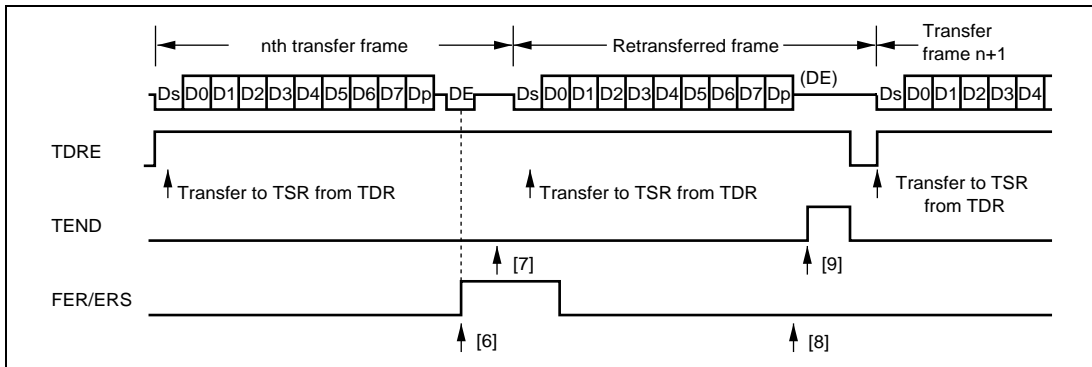 nth transfer frame
Retransferred frame
Transfer
frame n+1
Ds D0 D1 D2 D3 D4 D5 D6 D7 Dp DE
Ds D0 D1 D2 D3 D4 D5 D6 D7 Dp
(DE)
Ds D0 D1 D2 D3 D4
TDRE
Transfer to TSR from TDR
Transfer to TSR from TDR
Transfer to TSR
from TDR
TEND
[7]
[9]
FER/ERS
[6]
[8]